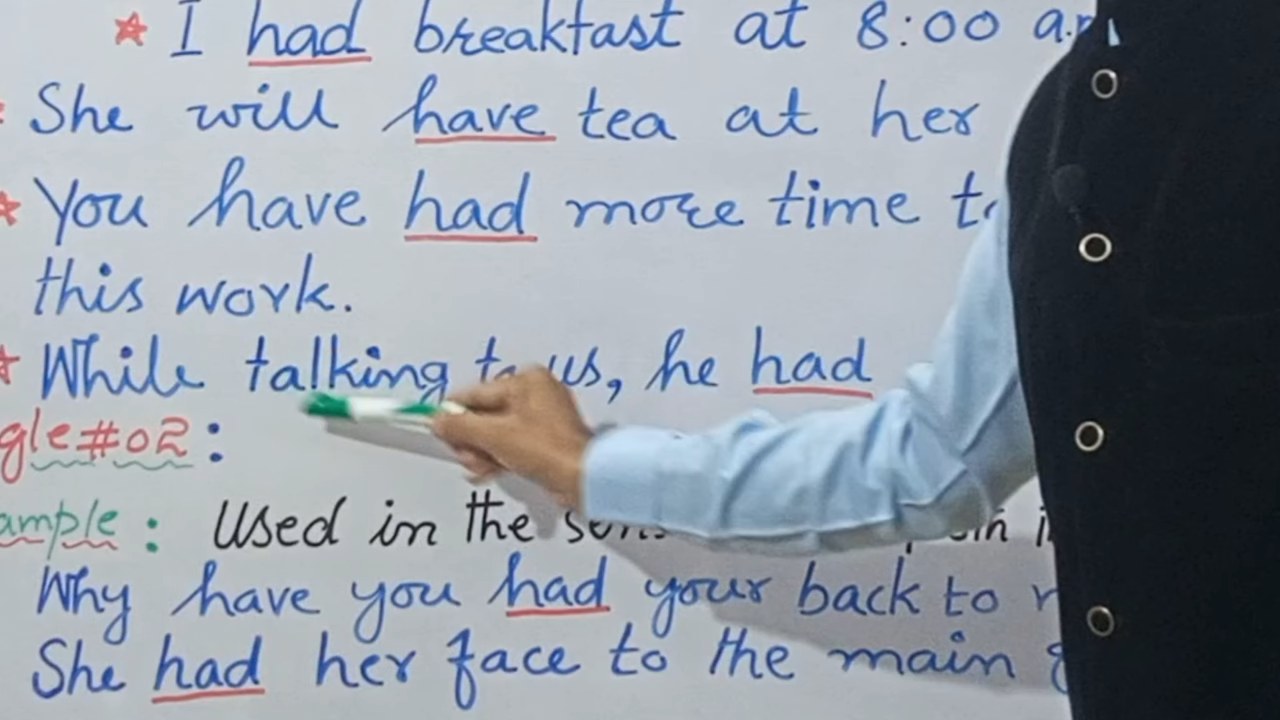 I had breakfast at 8:00 a.m
She will have tea at her
You have had more time
this work.
While talking us, he had
gle#02:
ample: Used in the in
Why have you had your back to
She had her face to the main